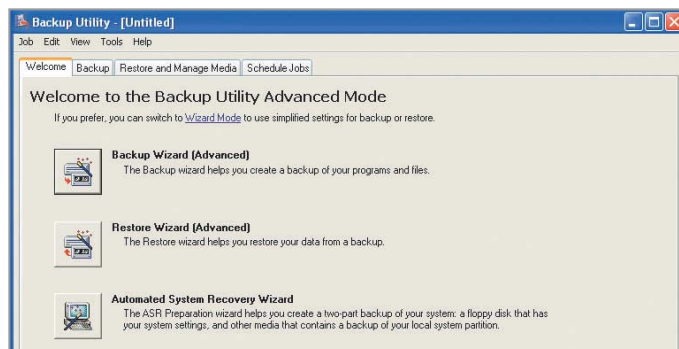 Backup Utility - [Untitled]
Job Edit View Tools Help
Welcome Backup Restore and Manage Media Schedule Jobs
Welcome to the Backup Utility Advanced Mode
If you prefer, you can switch to Wizard Mode to use simplified settings for backup or restore.
Backup Wizard (Advanced)
The Backup wizard helps you create a backup of your programs and files.
Restore Wizard (Advanced)
The Restore wizard helps you restore your data from a backup.
Automated System Recovery Wizard
The ASR Preparation wizard helps you create a two-part backup of your system: a floppy disk that has
your system settings, and other media that contains a backup of your local system partition.